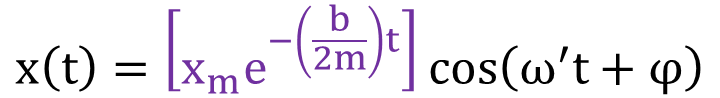 x(t) = [xₘe^(−(b/2m)t)] cos(ω′t + φ)